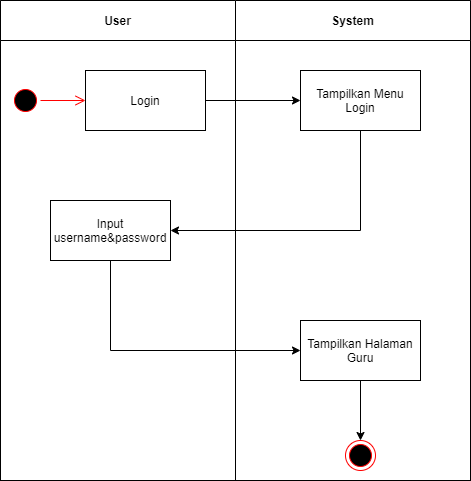 User
System
Login
Tampilkan Menu
Login
Input
username&password
Tampilkan Halaman
Guru